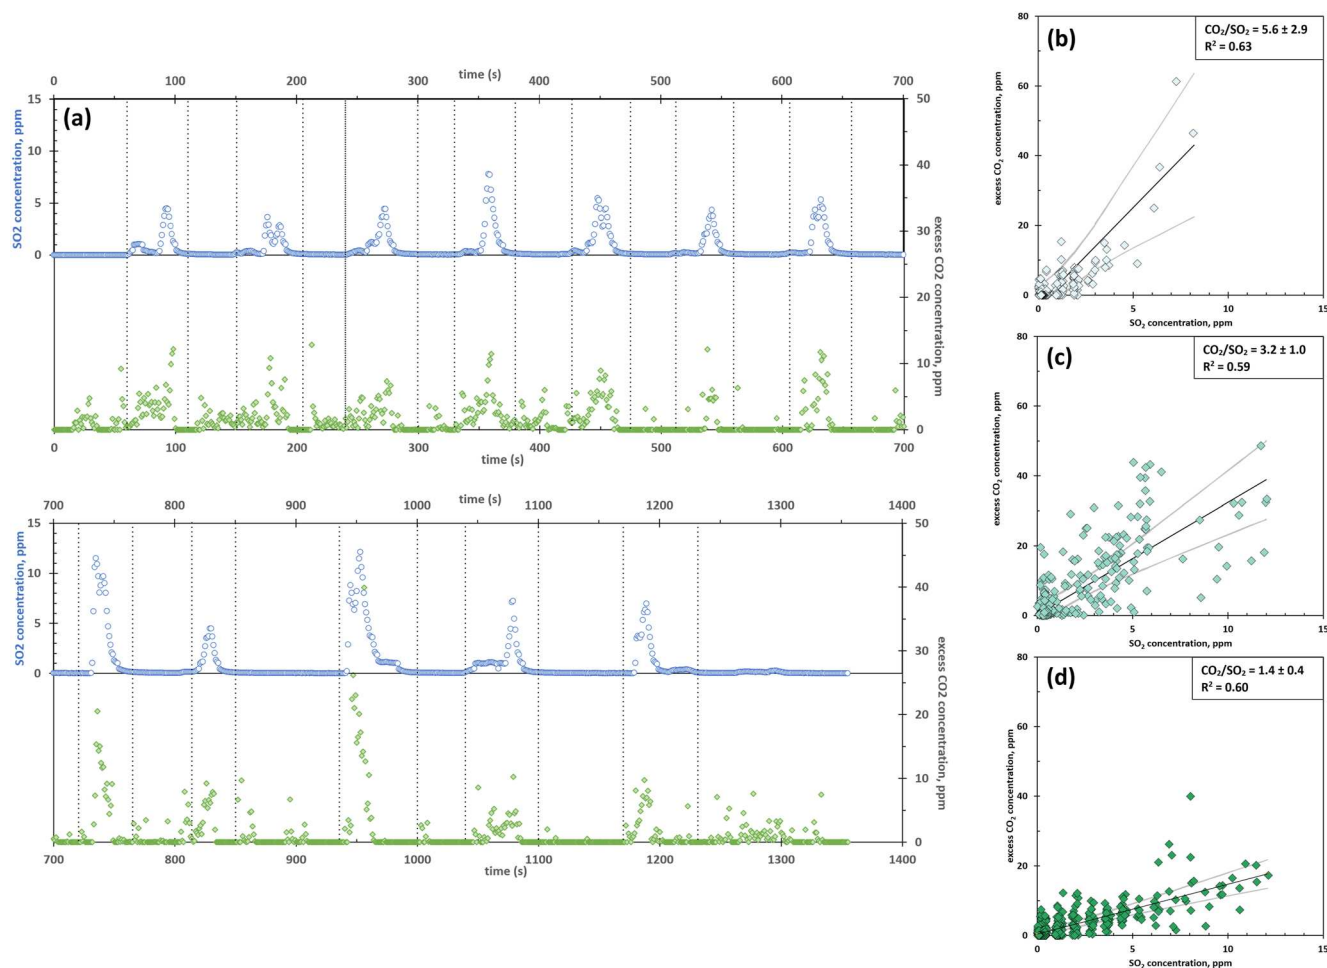 time (s)
0 100 200 300 400 500 600 700
(a)
SO2 concentration, ppm
15
10
5
0
50
40
30
20
10
0
excess CO2 concentration, ppm
0 100 200 300 400 500 600 700
time (s)
time (s)
700 800 900 1000 1100 1200 1300 1400
SO2 concentration, ppm
15
10
5
0
50
40
30
20
10
0
excess CO2 concentration, ppm
700 800 900 1000 1100 1200 1300 1400
time (s)
(b)
CO₂/SO₂ = 5.6 ± 2.9
R² = 0.63
excess CO₂ concentration, ppm
80
60
40
20
0
0 5 10 15
SO₂ concentration, ppm
(c)
CO₂/SO₂ = 3.2 ± 1.0
R² = 0.59
excess CO₂ concentration, ppm
80
60
40
20
0
0 5 10 15
SO₂ concentration, ppm
(d)
CO₂/SO₂ = 1.4 ± 0.4
R² = 0.60
excess CO₂ concentration, ppm
80
60
40
20
0
0 5 10 15
SO₂ concentration, ppm